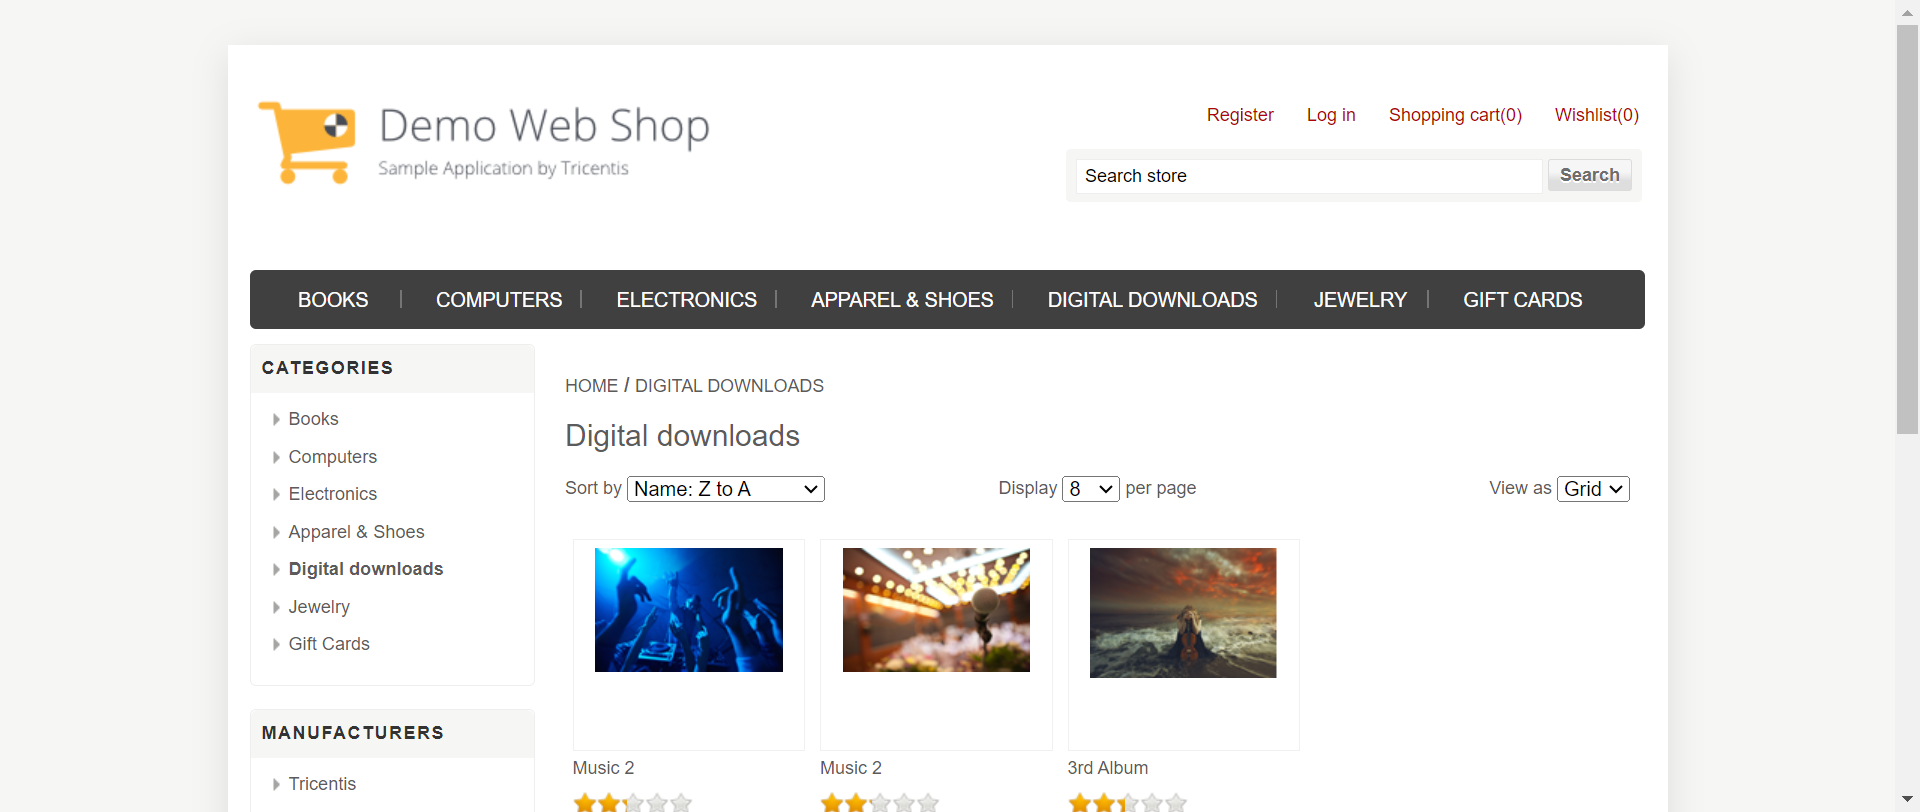 Demo Web Shop
Sample Application by Tricentis
Register Log in Shopping cart(0) Wishlist(0)
Search store Search
BOOKS COMPUTERS ELECTRONICS APPAREL & SHOES DIGITAL DOWNLOADS JEWELRY GIFT CARDS
CATEGORIES
Books
Computers
Electronics
Apparel & Shoes
Digital downloads
Jewelry
Gift Cards
MANUFACTURERS
Tricentis
HOME / DIGITAL DOWNLOADS
Digital downloads
Sort by Name: Z to A Display 8 per page View as Grid
Music 2 Music 2 3rd Album